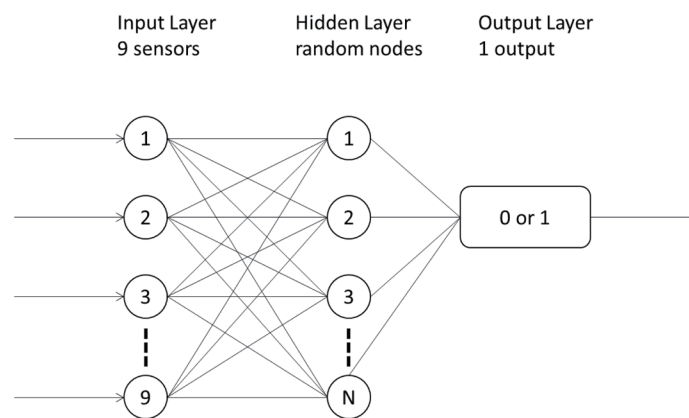 Input Layer
9 sensors
Hidden Layer
random nodes
Output Layer
1 output
1
1
2
2
0 or 1
3
3
9
N